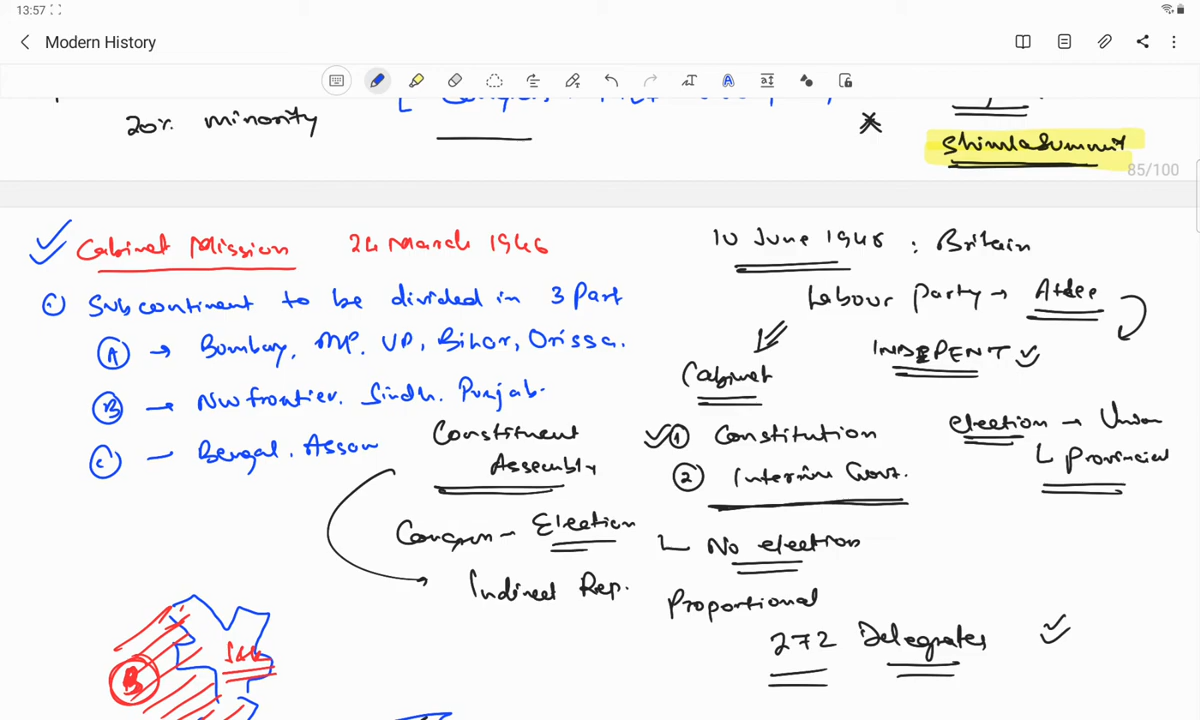 13:57
Modern History
20% minority
Shimla Summit
85/100
Cabinet Mission 24 March 1946
Subcontinent to be divided in 3 Part
A → Bombay, MP. UP, Bihar, Orissa.
B — NW frontier. Sindh. Punjab.
C — Bengal. Assam
10 June 1946 : Britain
Labour Party → Atlee
INDEPENT
Cabinet
1 Constitution
2 Interim Govt.
election → Union
Provincial
Constituent
Assembly
Congress — Election
No election
Indirect Rep.
Proportional
272 Delegrates
B